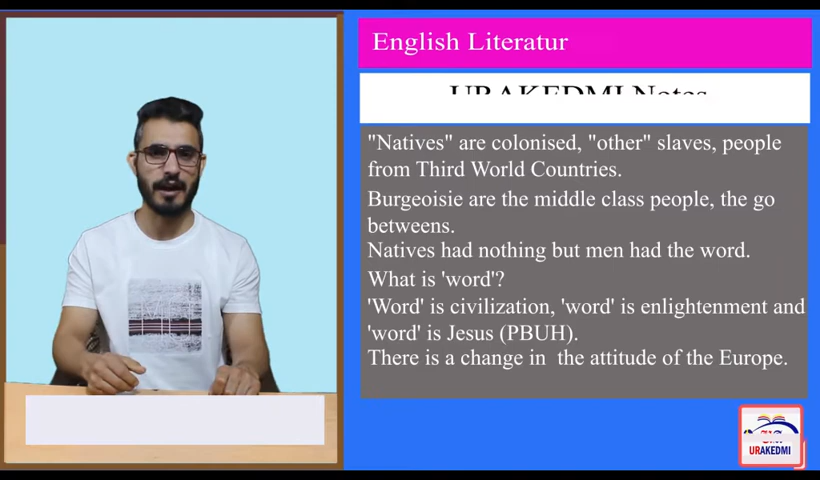 English Literatur
URAKEDMI Notes
"Natives" are colonised, "other" slaves, people
from Third World Countries.
Burgeoisie are the middle class people, the go
betweens.
Natives had nothing but men had the word.
What is 'word'?
'Word' is civilization, 'word' is enlightenment and
'word' is Jesus (PBUH).
There is a change in the attitude of the Europe.
URAKEDMI